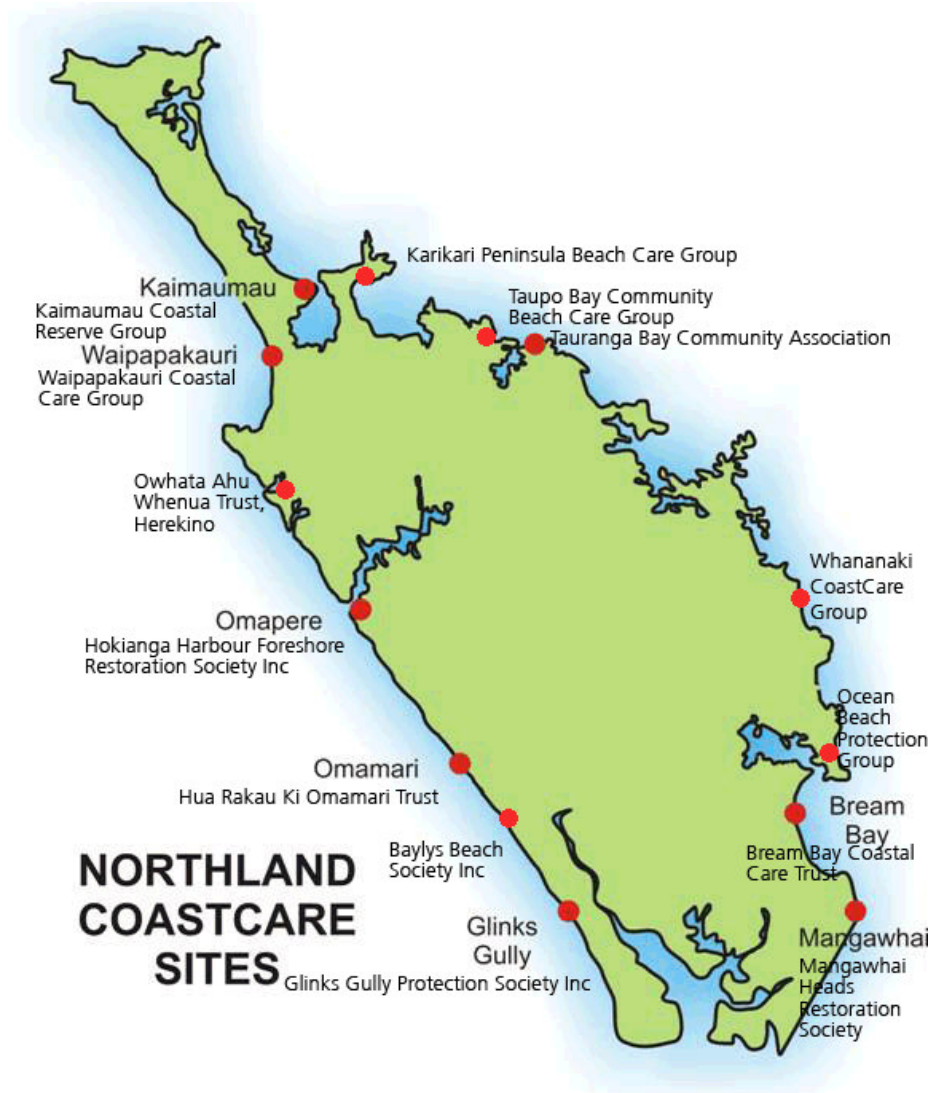 Karikari Peninsula Beach Care Group
Kaimaumau
Kaimaumau Coastal
Reserve Group
Taupo Bay Community
Beach Care Group
Tauranga Bay Community Association
Waipapakauri
Waipapakauri Coastal
Care Group
Owhata Ahu
Whenua Trust,
Herekino
Whananaki
CoastCare
Group
Omapere
Hokianga Harbour Foreshore
Restoration Society Inc
Ocean
Beach
Protection
Group
Omamari
Hua Rakau Ki Omamari Trust
Bream
Bay
Bream Bay Coastal
Care Trust
Baylys Beach
Society Inc
NORTHLAND
COASTCARE
SITES
Glinks
Gully
Glinks Gully Protection Society Inc
Mangawhai
Mangawhai
Heads
Restoration
Society